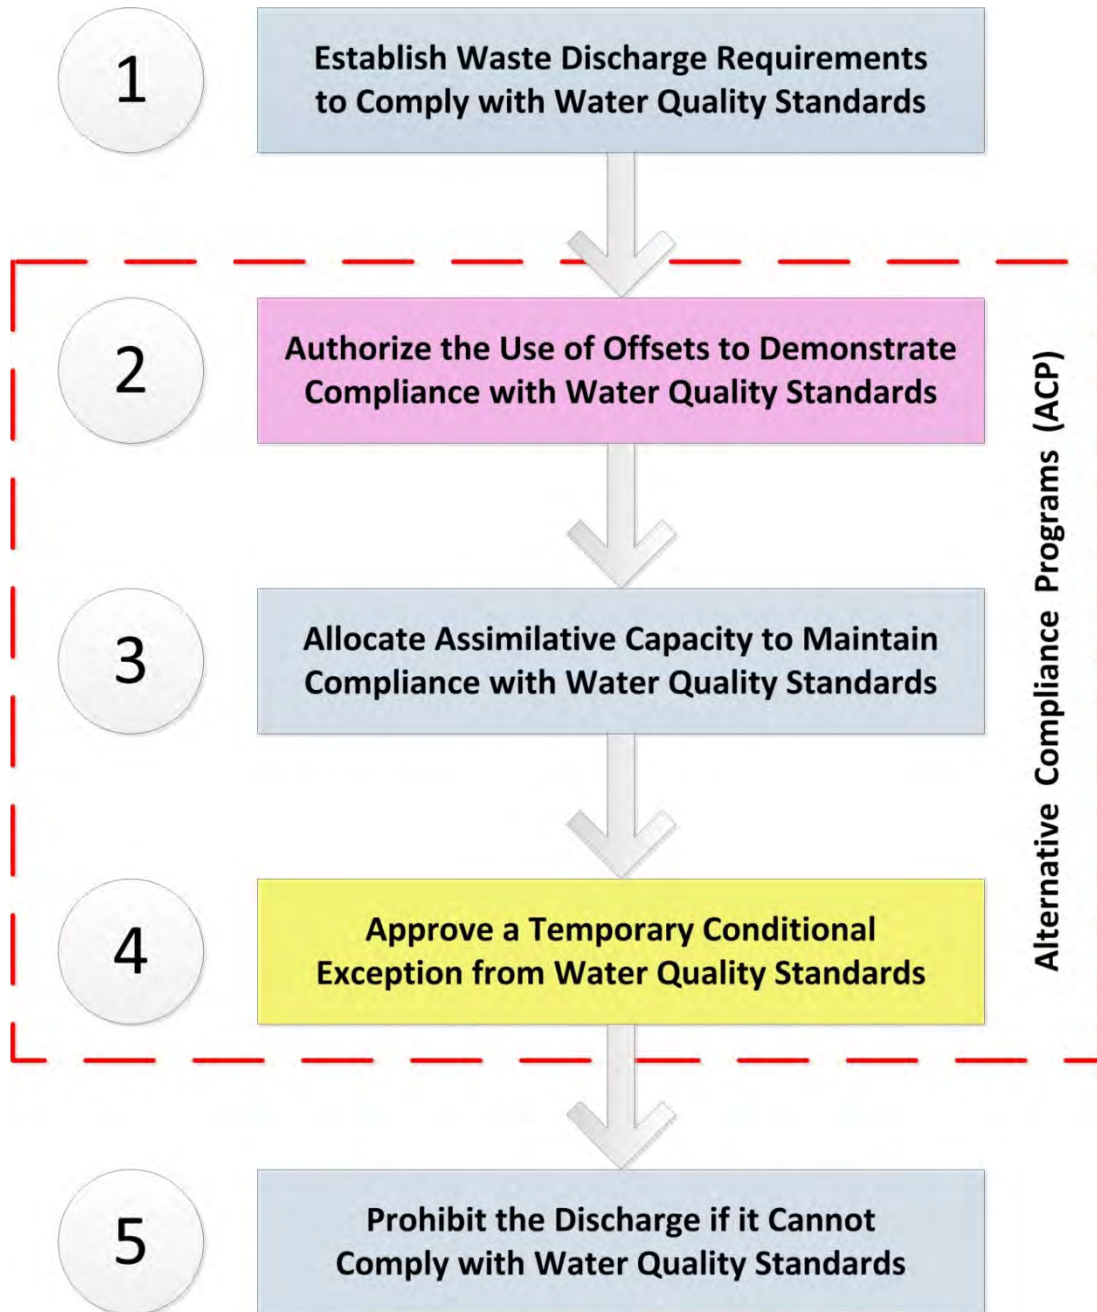 1
Establish Waste Discharge Requirements
to Comply with Water Quality Standards
2
Authorize the Use of Offsets to Demonstrate
Compliance with Water Quality Standards
3
Allocate Assimilative Capacity to Maintain
Compliance with Water Quality Standards
4
Approve a Temporary Conditional
Exception from Water Quality Standards
Alternative Compliance Programs (ACP)
5
Prohibit the Discharge if it Cannot
Comply with Water Quality Standards